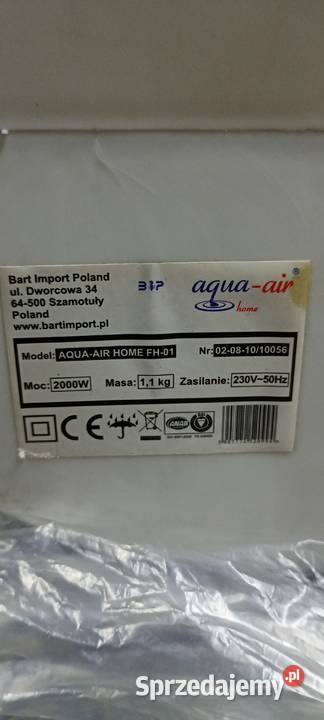 Bart Import Poland
ul. Dworcowa 34
64-500 Szamotuły
Poland
www.bartimport.pl
BIP
aqua-air®
home
Model: AQUA-AIR HOME FH-01 Nr: 02-08-10/10056
Moc: 2000W Masa: 1,1 kg Zasilanie: 230V~50Hz
CE
Sprzedajemy.pl